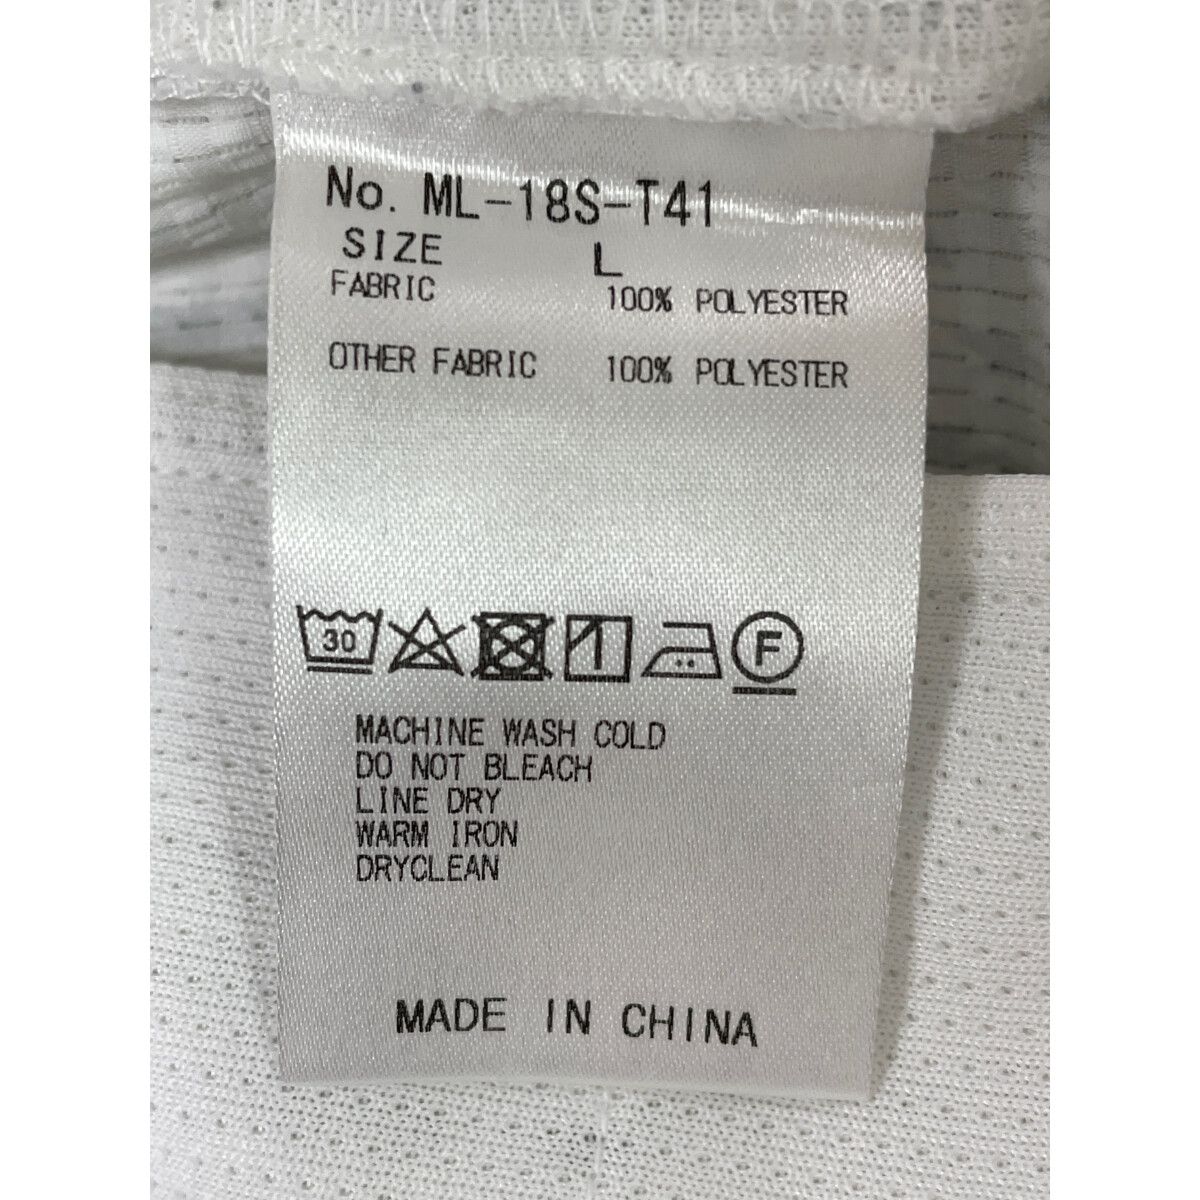 No. ML-18S-T41
SIZE L
FABRIC 100% POLYESTER
OTHER FABRIC 100% POLYESTER
30 F
MACHINE WASH COLD
DO NOT BLEACH
LINE DRY
WARM IRON
DRYCLEAN
MADE IN CHINA